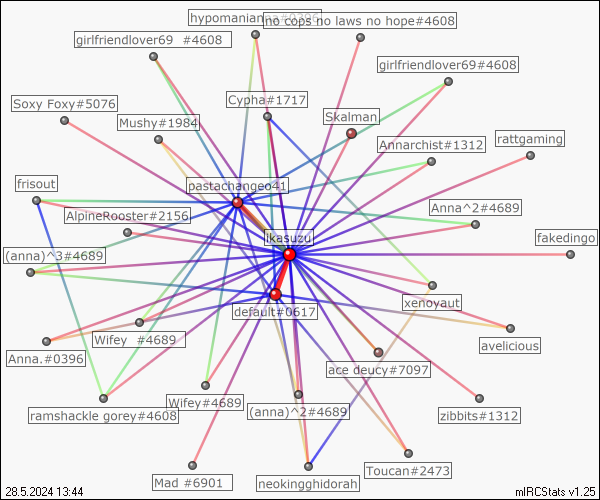 hypomanianna#0396
no cops no laws no hope#4608
girlfriendlover69 #4608
girlfriendlover69#4608
Soxy Foxy#5076
Cypha#1717
Mushy#1984
Skalman
Annarchist#1312
rattgaming
frisout
pastachangeo41
Anna^2#4689
AlpineRooster#2156
ikasuzu
fakedingo
(anna)^3#4689
xenoyaut
default#0617
avelicious
Anna.#0396
Wifey #4689
ace deucy#7097
Wifey#4689
(anna)^2#4689
zibbits#1312
ramshackle gorey#4608
Toucan#2473
Mad #6901
neokingghidorah
28.5.2024 13:44
mIRCStats v1.25